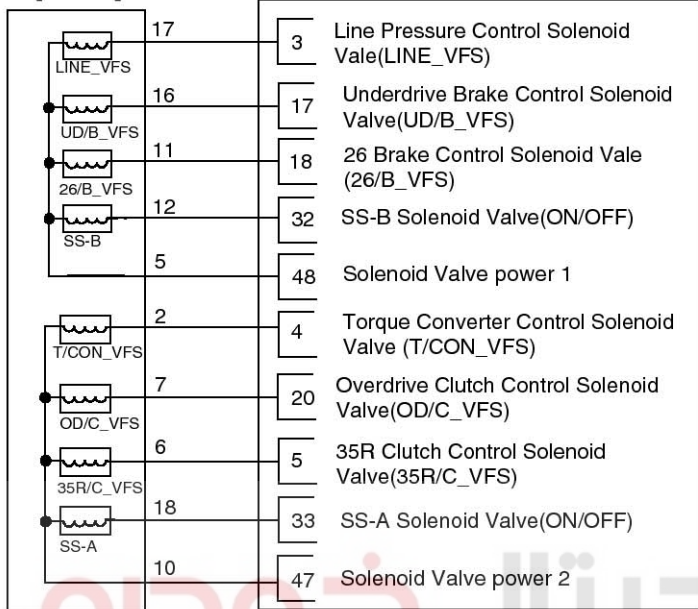 17
3
Line Pressure Control Solenoid
Vale(LINE_VFS)
LINE_VFS
16
17
Underdrive Brake Control Solenoid
Valve(UD/B_VFS)
UD/B_VFS
11
18
26 Brake Control Solenoid Vale
(26/B_VFS)
26/B_VFS
12
32
SS-B Solenoid Valve(ON/OFF)
SS-B
5
48
Solenoid Valve power 1
2
4
Torque Converter Control Solenoid
Valve (T/CON_VFS)
T/CON_VFS
7
20
Overdrive Clutch Control Solenoid
Valve(OD/C_VFS)
OD/C_VFS
6
5
35R Clutch Control Solenoid
Valve(35R/C_VFS)
35R/C_VFS
18
33
SS-A Solenoid Valve(ON/OFF)
SS-A
10
47
Solenoid Valve power 2